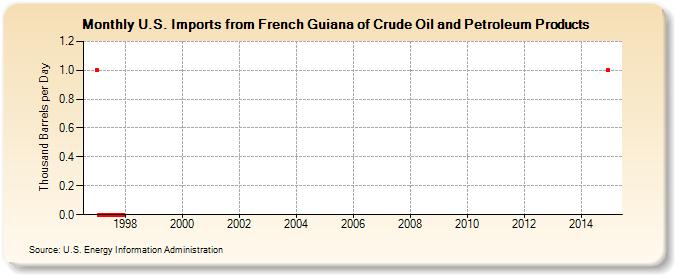 Monthly U.S. Imports from French Guiana of Crude Oil and Petroleum Products
Thousand Barrels per Day
1.2
1.0
0.8
0.6
0.4
0.2
0.0
1998 2000 2002 2004 2006 2008 2010 2012 2014
Source: U.S. Energy Information Administration